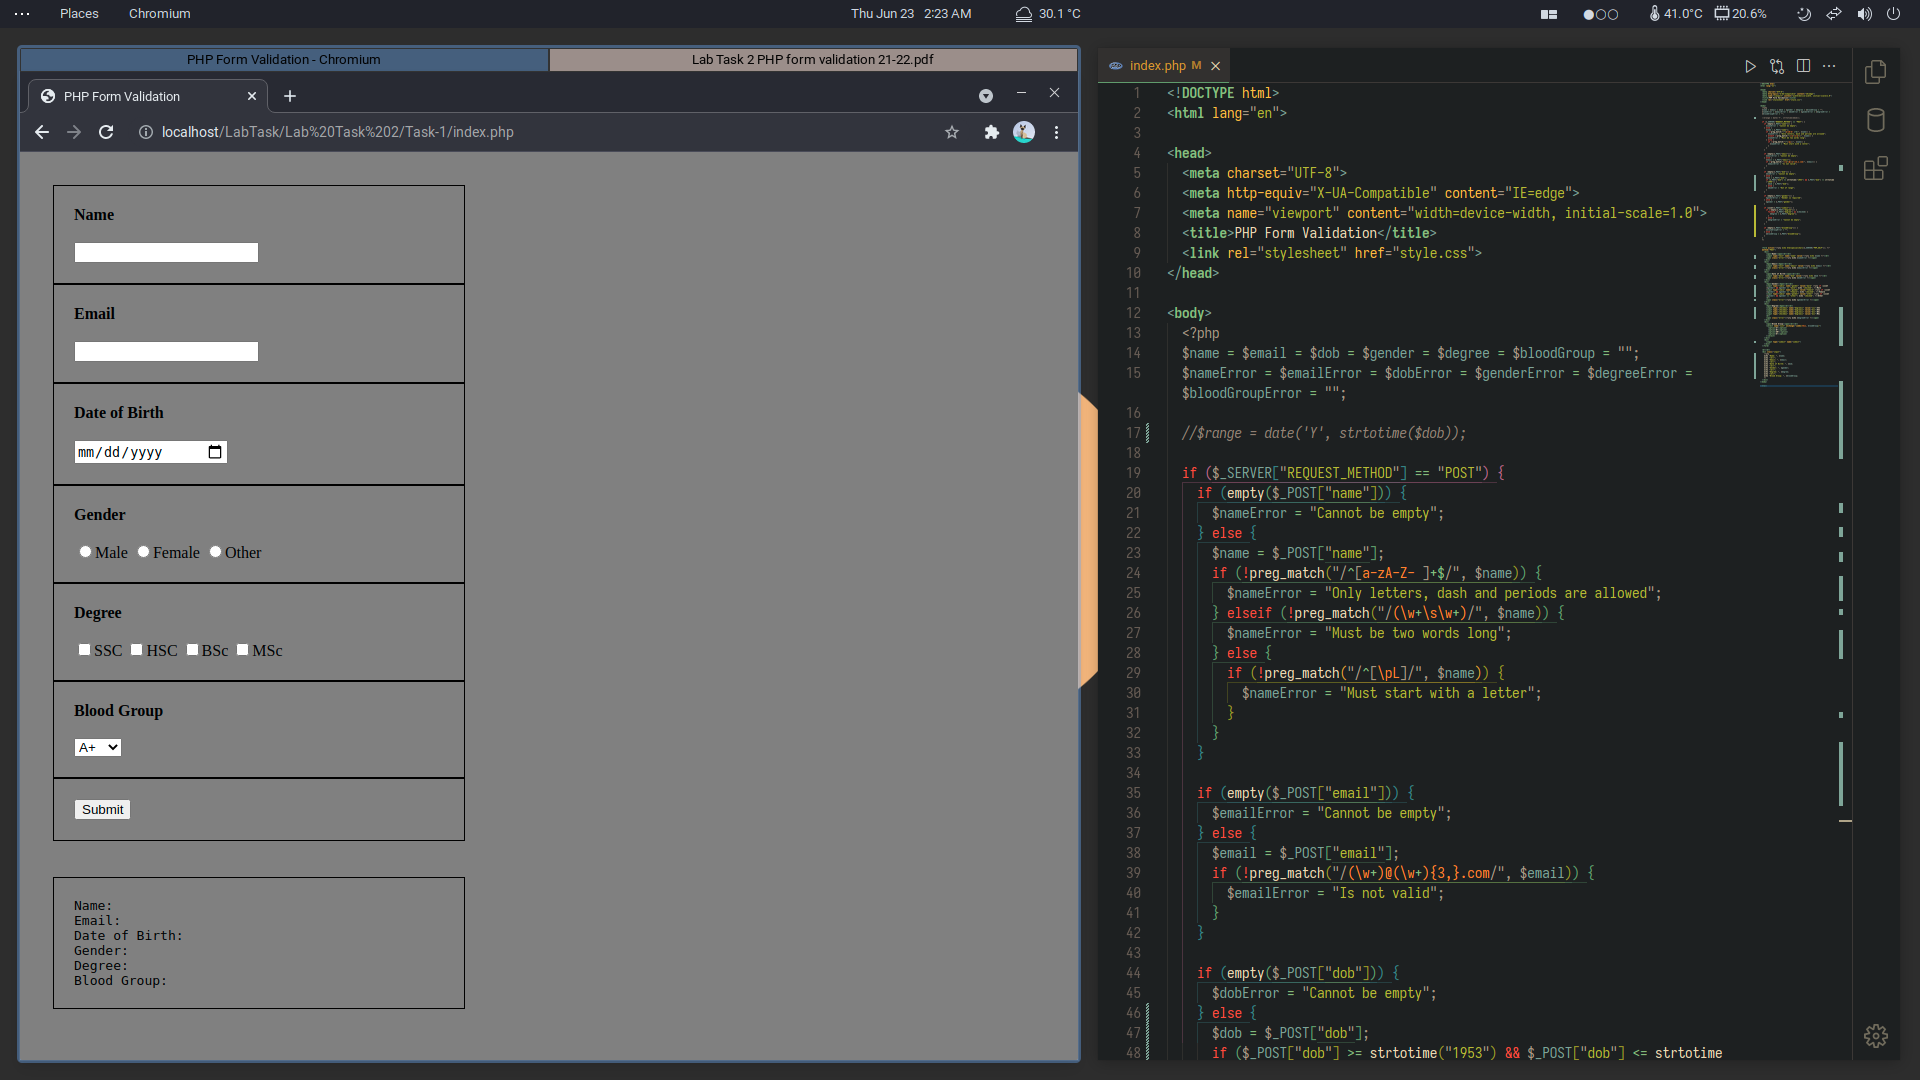 Places Chromium Thu Jun 23 2:23 AM 30.1 °C 41.0°C 20.6%
PHP Form Validation - Chromium Lab Task 2 PHP form validation 21-22.pdf
PHP Form Validation
localhost/LabTask/Lab%20Task%202/Task-1/index.php
Name
Email
Date of Birth
mm/dd/yyyy
Gender
Male Female Other
Degree
SSC HSC BSc MSc
Blood Group
A+
Submit
Name:
Email:
Date of Birth:
Gender:
Degree:
Blood Group:
index.php M
1 <!DOCTYPE html>
2 <html lang="en">
3
4 <head>
5 <meta charset="UTF-8">
6 <meta http-equiv="X-UA-Compatible" content="IE=edge">
7 <meta name="viewport" content="width=device-width, initial-scale=1.0">
8 <title>PHP Form Validation</title>
9 <link rel="stylesheet" href="style.css">
10 </head>
11
12 <body>
13 <?php
14 $name = $email = $dob = $gender = $degree = $bloodGroup = "";
15 $nameError = $emailError = $dobError = $genderError = $degreeError =
$bloodGroupError = "";
16
17 //$range = date('Y', strtotime($dob));
18
19 if ($_SERVER["REQUEST_METHOD"] == "POST") {
20 if (empty($_POST["name"])) {
21 $nameError = "Cannot be empty";
22 } else {
23 $name = $_POST["name"];
24 if (!preg_match("/^[a-zA-Z- ]+$/", $name)) {
25 $nameError = "Only letters, dash and periods are allowed";
26 } elseif (!preg_match("/(\w+\s\w+)/", $name)) {
27 $nameError = "Must be two words long";
28 } else {
29 if (!preg_match("/^[\pL]/", $name)) {
30 $nameError = "Must start with a letter";
31 }
32 }
33 }
34
35 if (empty($_POST["email"])) {
36 $emailError = "Cannot be empty";
37 } else {
38 $email = $_POST["email"];
39 if (!preg_match("/(\w+)@(\w+){3,}.com/", $email)) {
40 $emailError = "Is not valid";
41 }
42 }
43
44 if (empty($_POST["dob"])) {
45 $dobError = "Cannot be empty";
46 } else {
47 $dob = $_POST["dob"];
48 if ($_POST["dob"] >= strtotime("1953") && $_POST["dob"] <= strtotime